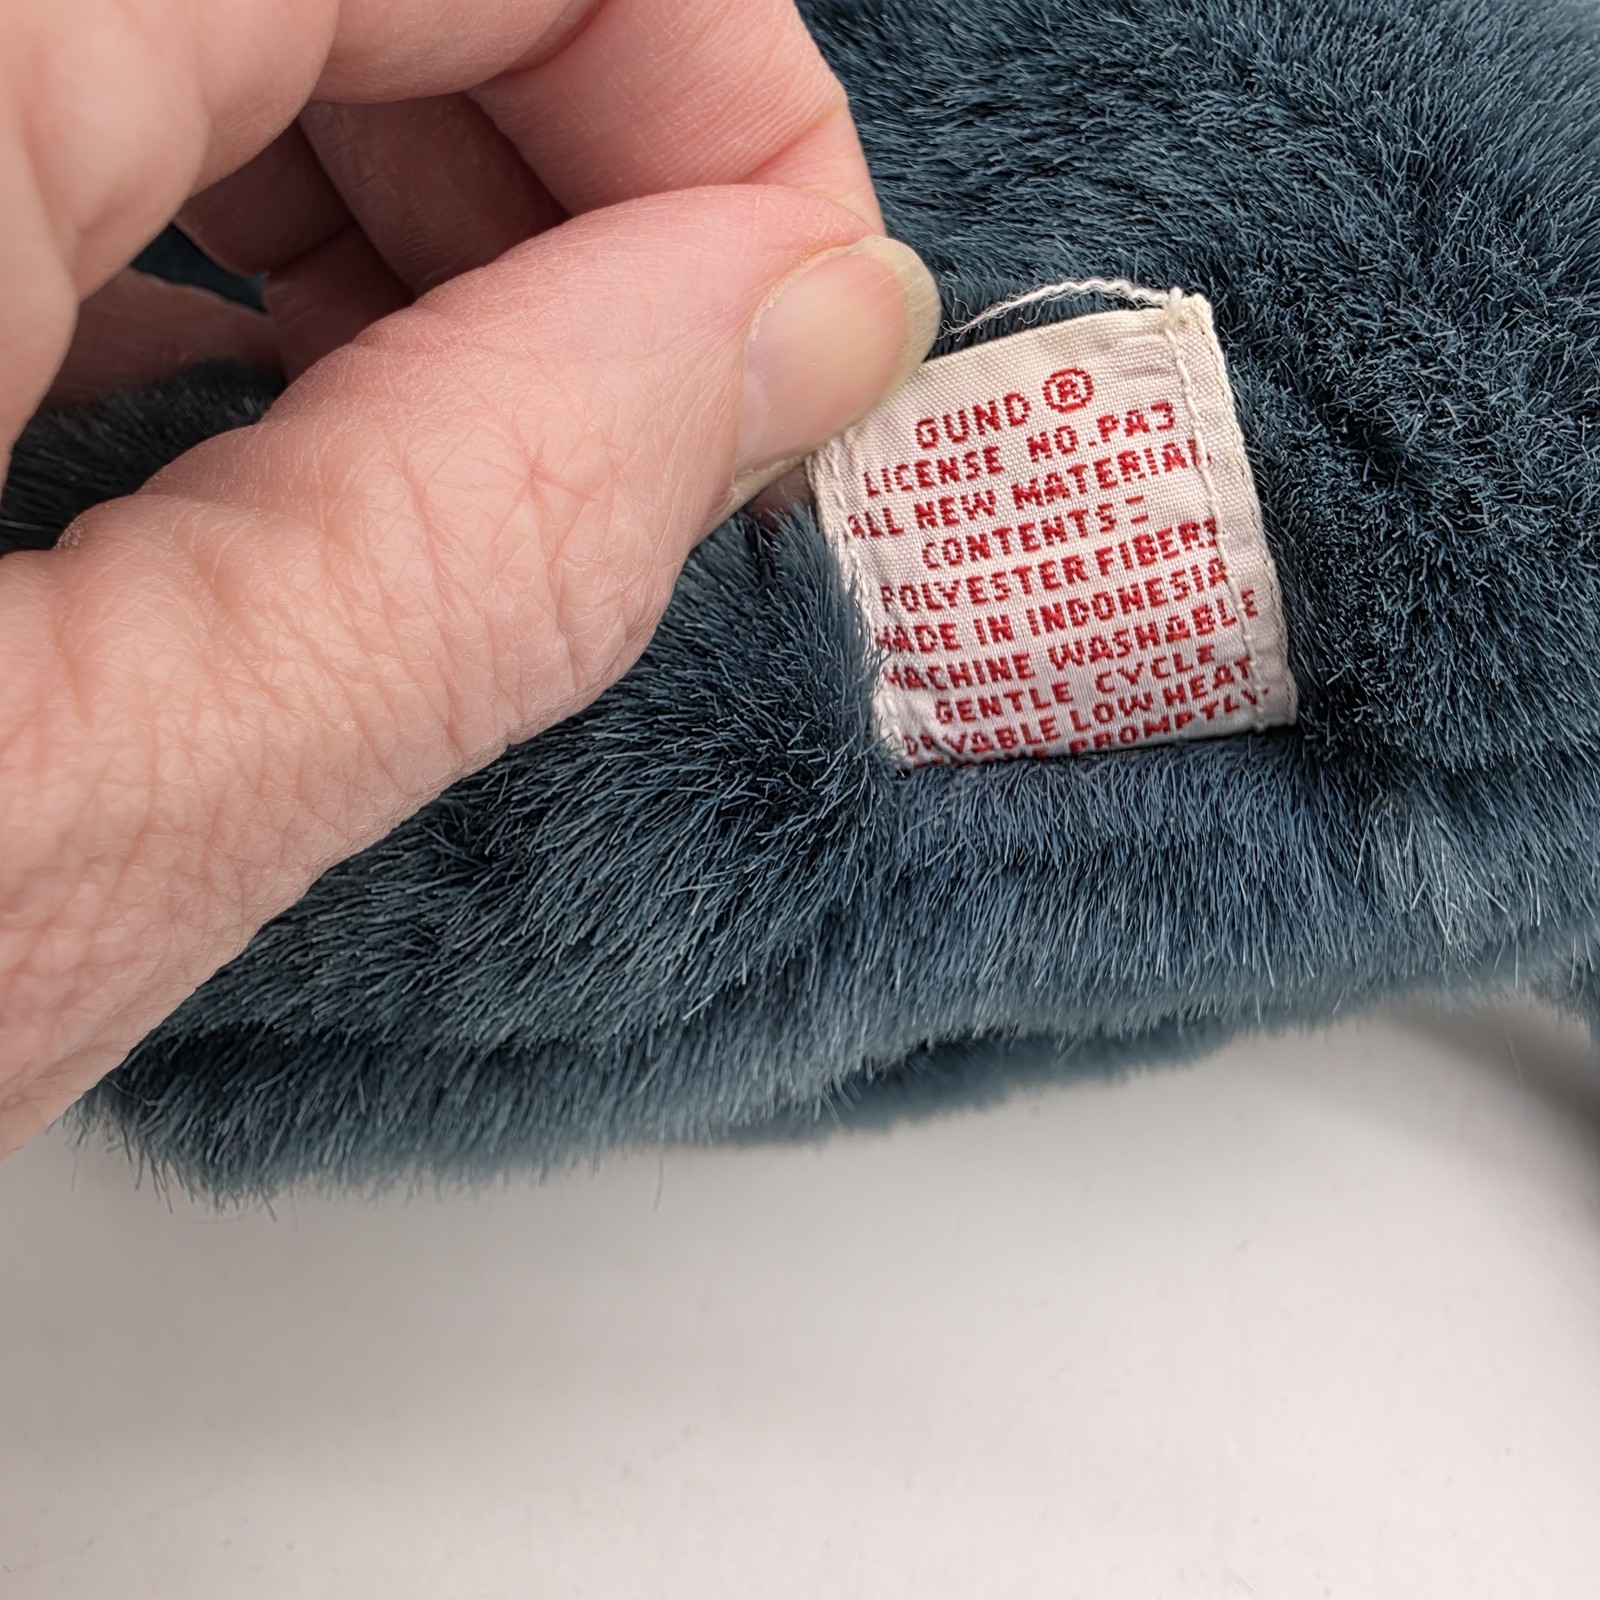 GUND ®
LICENSE NO.PA3
ALL NEW MATERIAL
CONTENTS =
POLYESTER FIBERS
MADE IN INDONESIA
MACHINE WASHABLE
GENTLE CYCLE
DRYABLE LOW HEAT
PROMPTLY